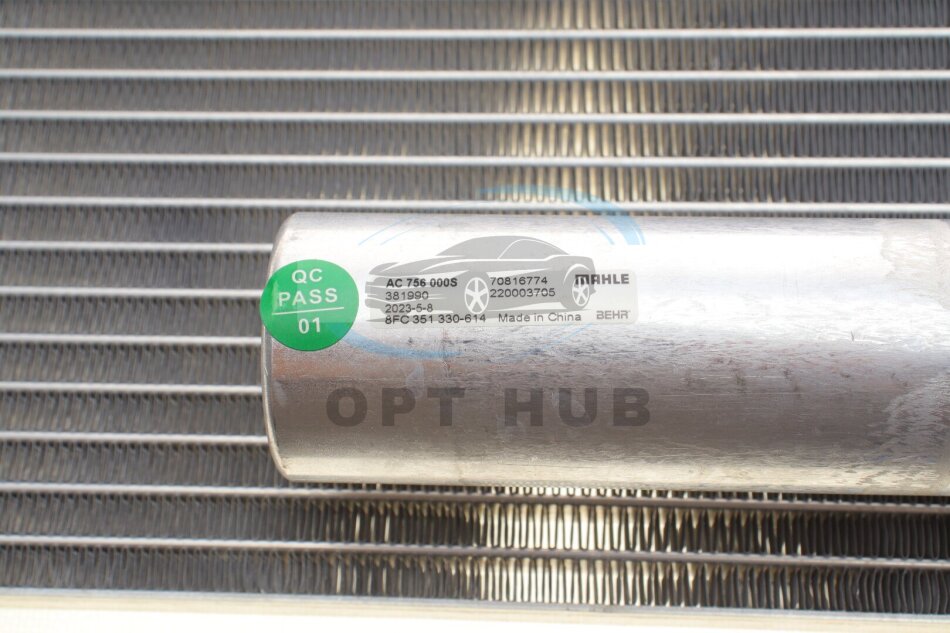 QC
PASS
01
AC 756 000S 70816774 MAHLE
381990 220003705
2023-5-8
8FC 351 330-614 Made in China BEHR
OPT HUB